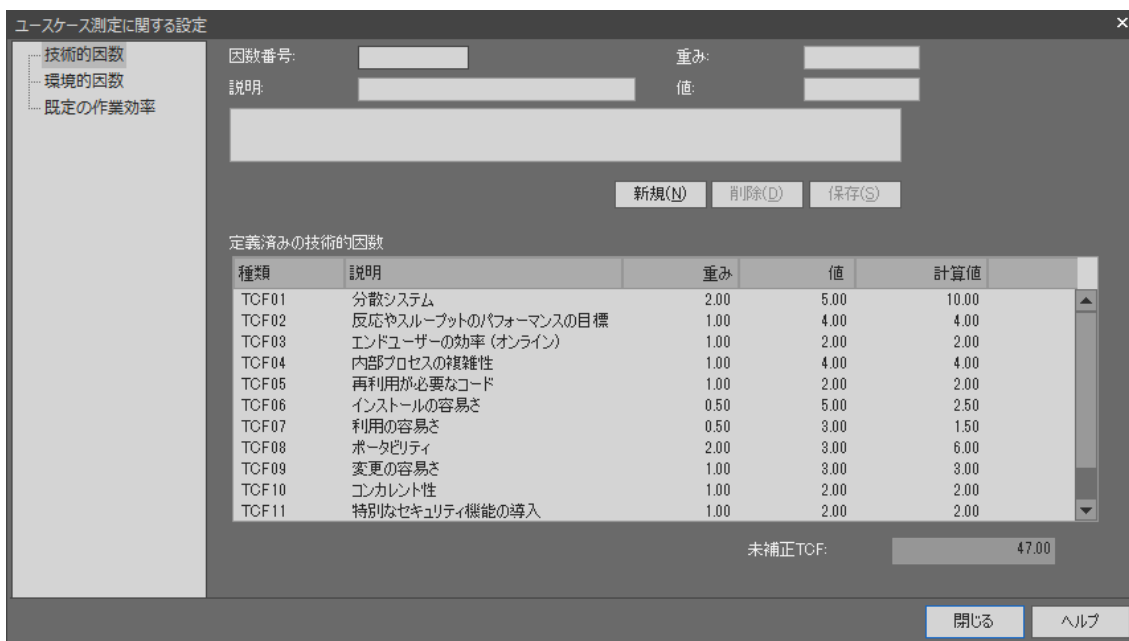 ユースケース測定に関する設定
技術的因数
環境的因数
既定の作業効率
因数番号: 重み:
説明: 値:
新規(N) 削除(D) 保存(S)
定義済みの技術的因数
種類 説明 重み 値 計算値
TCF01 分散システム 2.00 5.00 10.00
TCF02 反応やスループットのパフォーマンスの目標 1.00 4.00 4.00
TCF03 エンドユーザーの効率 (オンライン) 1.00 2.00 2.00
TCF04 内部プロセスの複雑性 1.00 4.00 4.00
TCF05 再利用が必要なコード 1.00 2.00 2.00
TCF06 インストールの容易さ 0.50 5.00 2.50
TCF07 利用の容易さ 0.50 3.00 1.50
TCF08 ポータビリティ 2.00 3.00 6.00
TCF09 変更の容易さ 1.00 3.00 3.00
TCF10 コンカレント性 1.00 2.00 2.00
TCF11 特別なセキュリティ機能の導入 1.00 2.00 2.00
未補正TCF: 47.00
閉じる ヘルプ